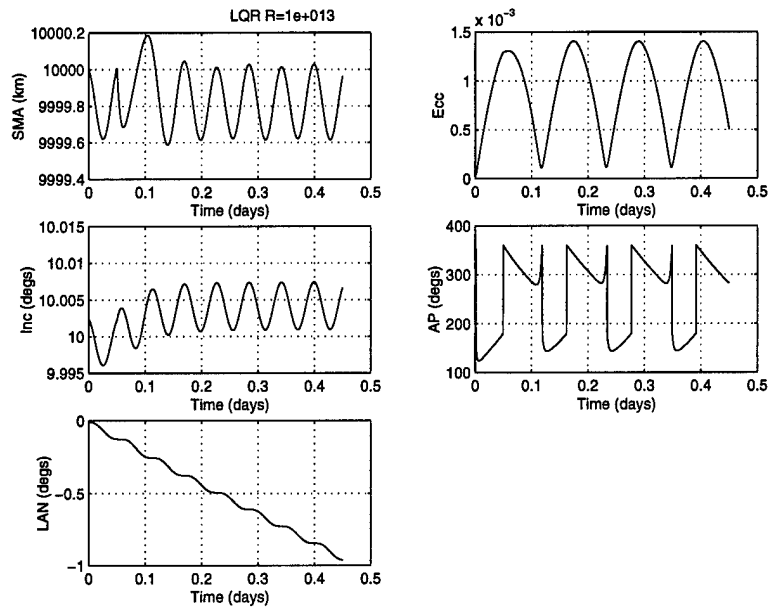 LQR R=1e+013
10000.2
10000
9999.8
9999.6
9999.4
SMA (km)
0 0.1 0.2 0.3 0.4 0.5
Time (days)
x 10⁻³
1.5
1
0.5
0
Ecc
0 0.1 0.2 0.3 0.4 0.5
Time (days)
10.015
10.01
10.005
10
9.995
Inc (degs)
0 0.1 0.2 0.3 0.4 0.5
Time (days)
400
300
200
100
AP (degs)
0 0.1 0.2 0.3 0.4 0.5
Time (days)
0
−0.5
−1
LAN (degs)
0 0.1 0.2 0.3 0.4 0.5
Time (days)